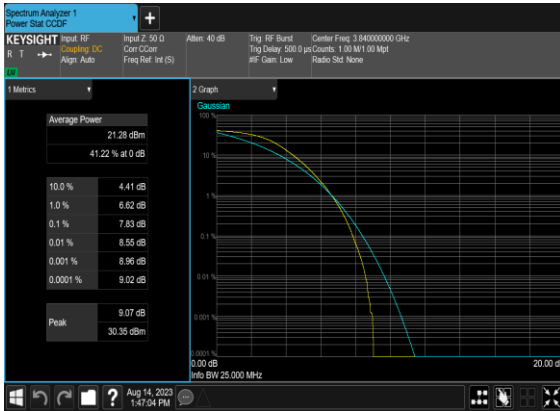 Spectrum Analyzer 1
Power Stat CCDF
+
KEYSIGHT Input: RF Input Z: 50 Ω Atten: 40 dB Trig: RF Burst Center Freq: 3.840000000 GHz
R T Coupling: DC Corr CCorr Trig Delay: 500.0 µs Counts: 1.00 M/1.00 Mpt
Align: Auto Freq Ref: Int (S) #IF Gain: Low Radio Std: None
1 Metrics
2 Graph
Average Power
21.28 dBm
41.22 % at 0 dB
10.0 % 4.41 dB
1.0 % 6.62 dB
0.1 % 7.83 dB
0.01 % 8.55 dB
0.001 % 8.96 dB
0.0001 % 9.02 dB
Peak 9.07 dB
30.35 dBm
Gaussian
100 %
10 %
1 %
0.1 %
0.01 %
0.001 %
0.0001 %
0.00 dB 20.00 d
Info BW 25.000 MHz
? Aug 14, 2023
1:47:04 PM